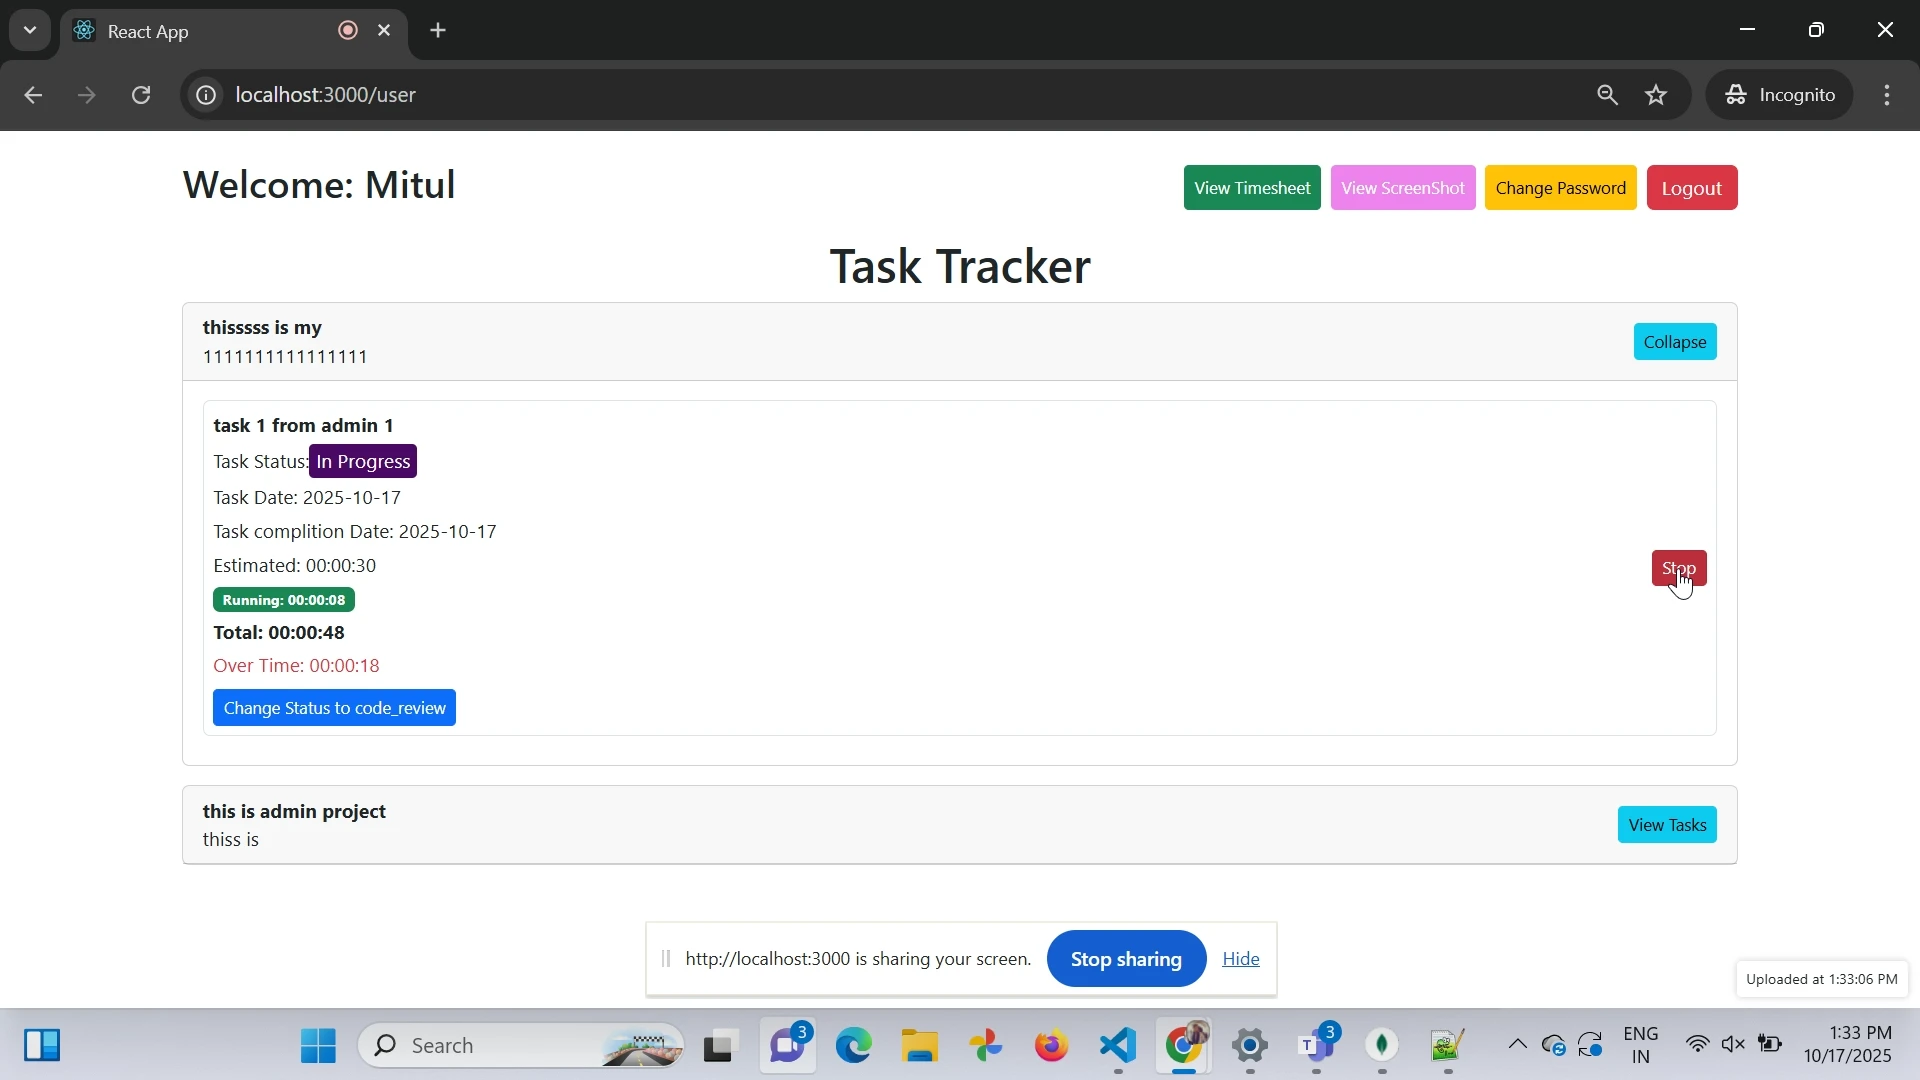 React App
localhost:3000/user
Incognito
Welcome: Mitul
View Timesheet
View ScreenShot
Change Password
Logout
Task Tracker
thisssss is my
1111111111111111
Collapse
task 1 from admin 1
Task Status: In Progress
Task Date: 2025-10-17
Task complition Date: 2025-10-17
Estimated: 00:00:30
Stop
Running: 00:00:08
Total: 00:00:48
Over Time: 00:00:18
Change Status to code_review
this is admin project
thiss is
View Tasks
http://localhost:3000 is sharing your screen.
Stop sharing
Hide
Uploaded at 1:33:06 PM
Search
3
T
3
ENG
IN
1:33 PM
10/17/2025